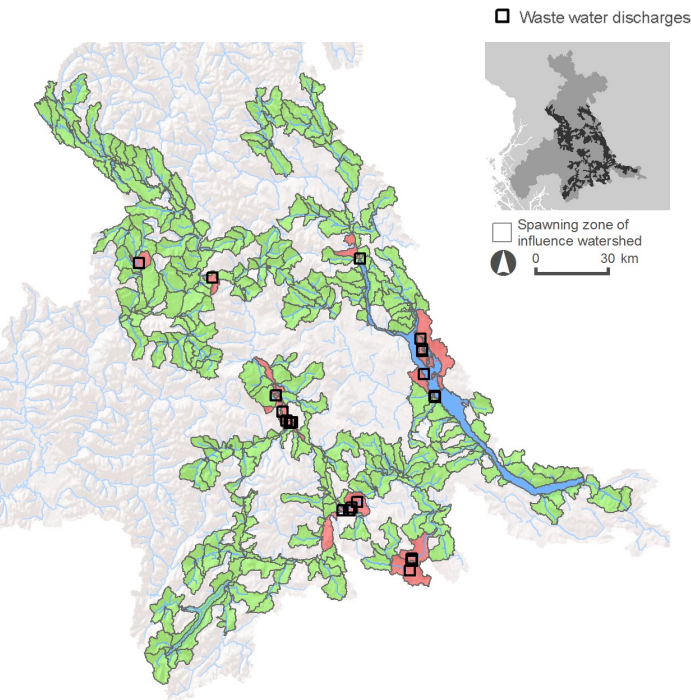 Waste water discharges
Spawning zone of
influence watershed
0 30 km